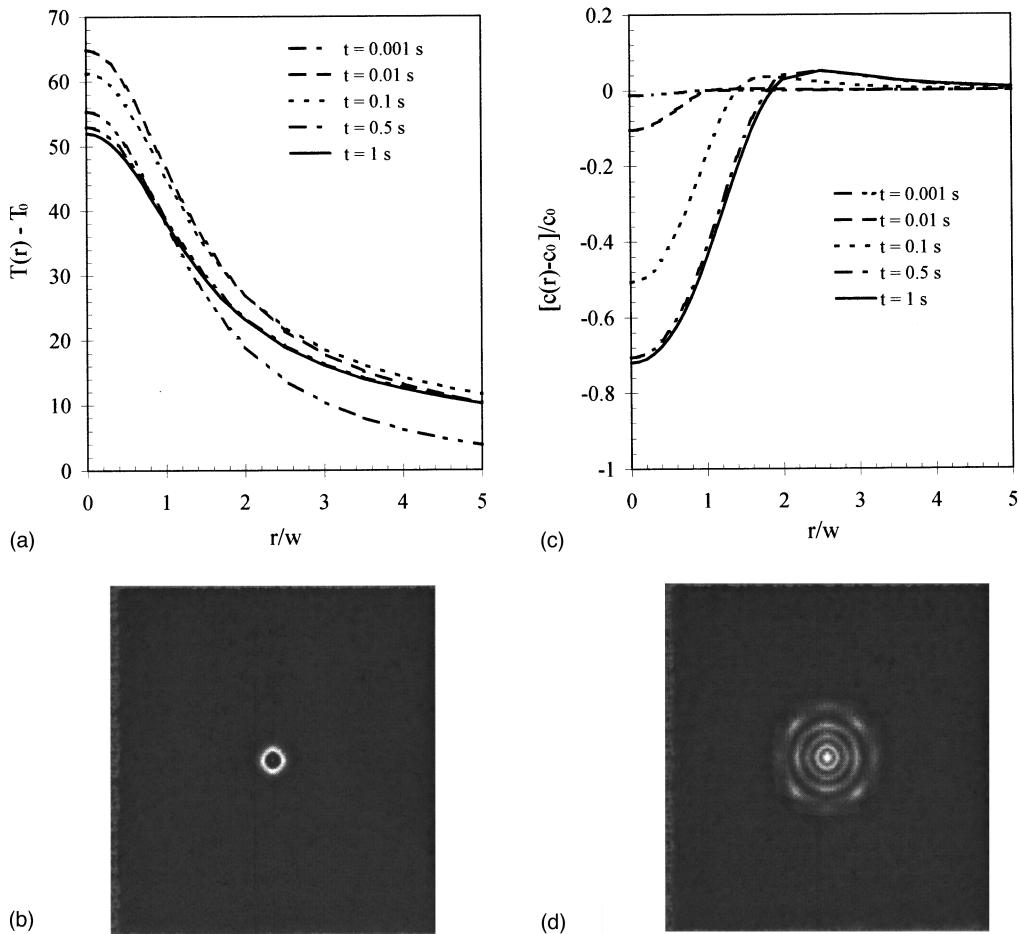 70
60
50
40
30
20
10
0
T(r) - T₀
t = 0.001 s
t = 0.01 s
t = 0.1 s
t = 0.5 s
t = 1 s
0 1 2 3 4 5
r/w
(a)
0.2
0
-0.2
-0.4
-0.6
-0.8
-1
[c(r)-c₀]/c₀
t = 0.001 s
t = 0.01 s
t = 0.1 s
t = 0.5 s
t = 1 s
0 1 2 3 4 5
r/w
(c)
(b)
(d)